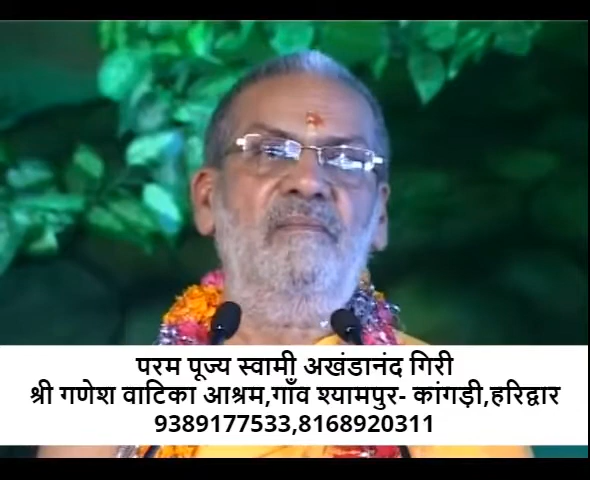 परम पूज्य स्वामी अखंडानंद गिरी
श्री गणेश वाटिका आश्रम,गाँव श्यामपुर- कांगड़ी,हरिद्वार
9389177533,8168920311